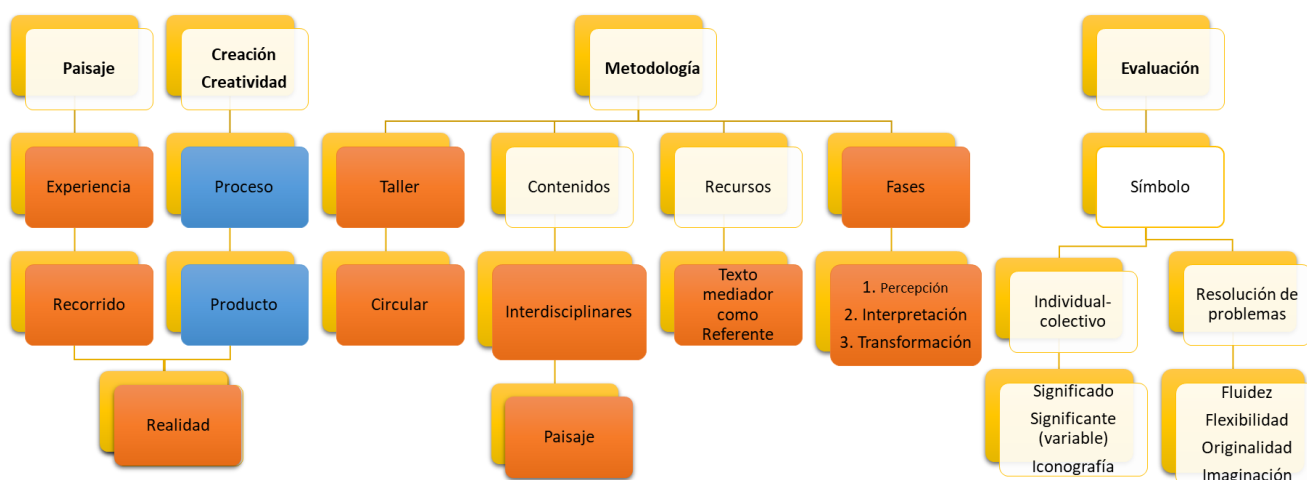 Paisaje
Creación
Creatividad
Metodología
Evaluación
Experiencia
Proceso
Taller
Contenidos
Recursos
Fases
Símbolo
Recorrido
Producto
Circular
Interdisciplinares
Texto
mediador
como
Referente
1. Percepción
2. Interpretación
3. Transformación
Individual-
colectivo
Resolución de
problemas
Realidad
Paisaje
Significado
Significante
(variable)
Iconografía
Fluidez
Flexibilidad
Originalidad
Imaginación